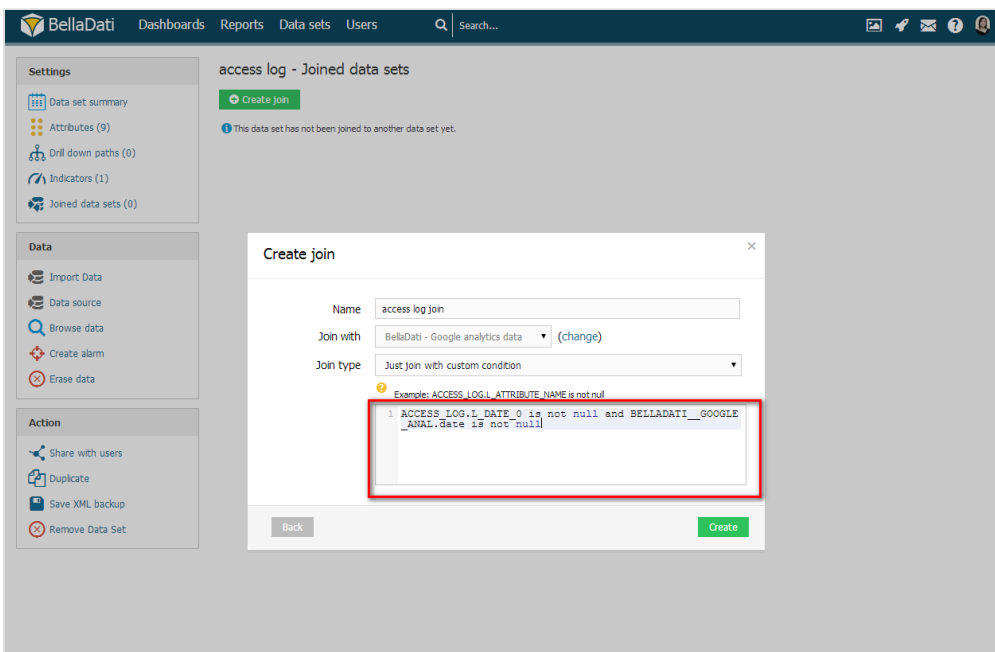 BellaDati Dashboards Reports Data sets Users Search...
Settings
Data set summary
Attributes (9)
Drill down paths (0)
Indicators (1)
Joined data sets (0)
Data
Import Data
Data source
Browse data
Create alarm
Erase data
Action
Share with users
Duplicate
Save XML backup
Remove Data Set
access log - Joined data sets
Create join
This data set has not been joined to another data set yet.
Create join
Name access log join
Join with BellaDati - Google analytics data (change)
Join type Just join with custom condition
Example: ACCESS_LOG.L_ATTRIBUTE_NAME is not null
1 ACCESS_LOG.L_DATE_0 is not null and BELLADATI__GOOGLE
_ANAL.date is not null
Back Create